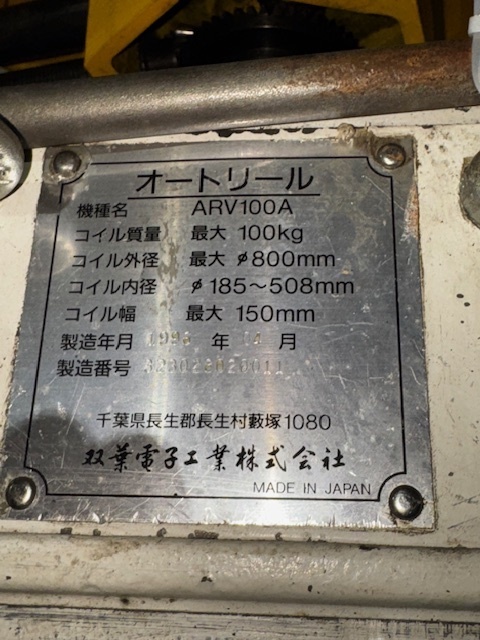 オートリール
機種名 ARV100A
コイル質量 最大 100kg
コイル外径 最大 φ800mm
コイル内径 φ185~508mm
コイル幅 最大 150mm
製造年月 年 月
製造番号
千葉県長生郡長生村藪塚1080
双葉電子工業株式会社
MADE IN JAPAN